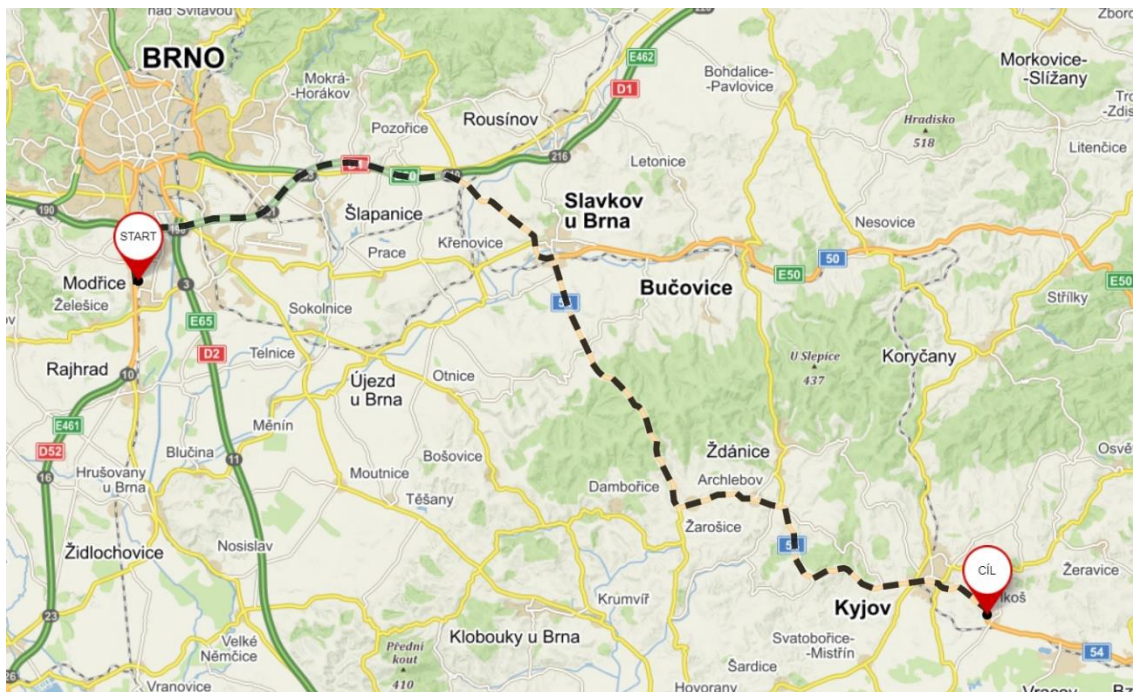 nad Svitavou
BRNO
Mokrá-
-Horákov
Pozořice
Rousínov
E462
D1
Bohdalice-
-Pavlovice
Morkovice-
-Slížany
Hradisko
518
Litenčice
216
Letonice
190
Šlapanice
Slavkov
u Brna
Nesovice
START
Prace
Křenovice
50
E50
E50
Modřice
Želešice
3
Bučovice
Střílky
E65
D2
Sokolnice
Telnice
Rajhrad
10
Újezd
u Brna
Otnice
U Slepice
437
Koryčany
E461
D52
Měnín
Blučina
11
16
Hrušovany
u Brna
Moutnice
Bošovice
Těšany
Ždánice
Archlebov
Dambořice
Žarošice
Židlochovice
Nosislav
CÍL
Žeravice
Krumvíř
Kyjov
23
Velké
Němčice
Klobouky u Brna
Svatobořice-
-Mistřín
54
Přední
kout
410
Šardice
26
Vranovice
Vracov